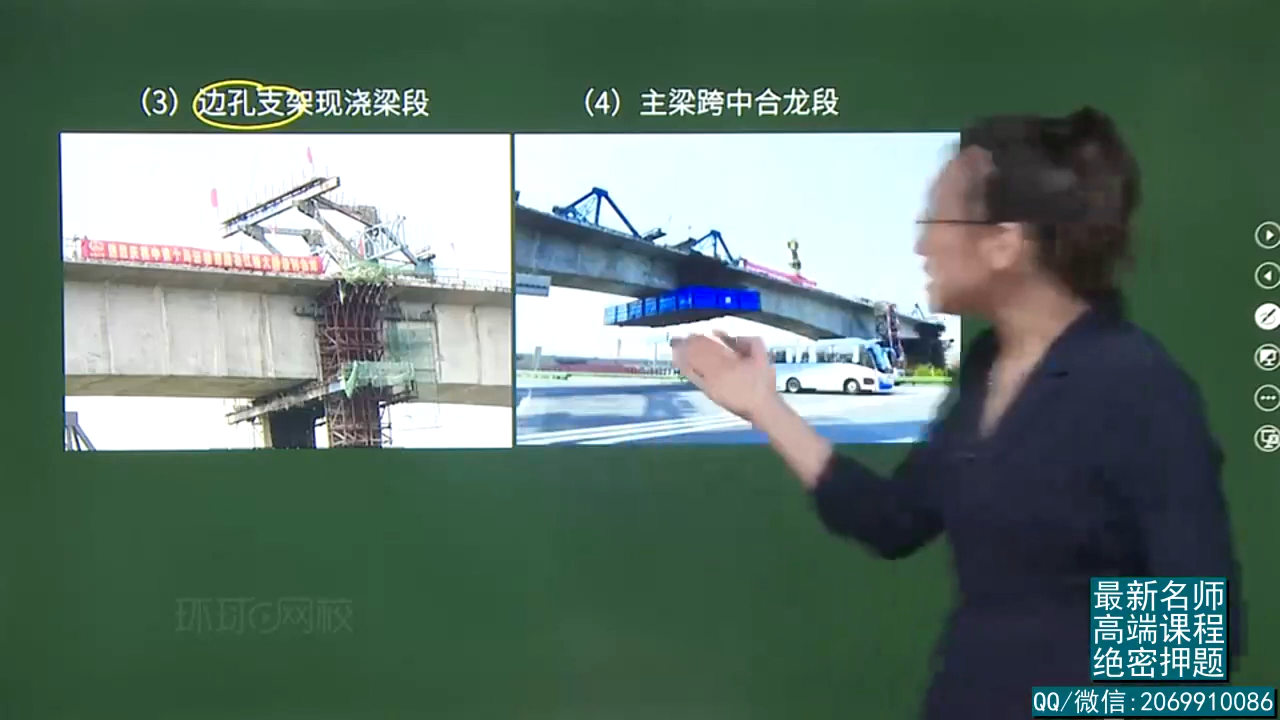 （3）边孔支架现浇梁段
（4）主梁跨中合龙段
环球网校
最新名师
高端课程
绝密押题
QQ/微信:2069910086